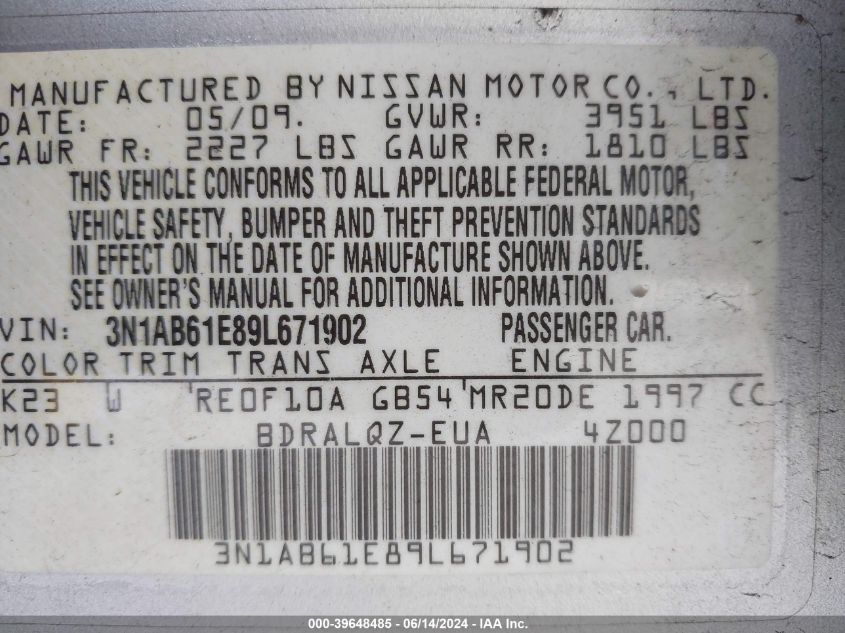 MANUFACTURED BY NISSAN MOTOR CO., LTD.
DATE: 05/09. GVWR: 3951 LBS
GAWR FR: 2227 LBS GAWR RR: 1810 LBS
THIS VEHICLE CONFORMS TO ALL APPLICABLE FEDERAL MOTOR,
VEHICLE SAFETY, BUMPER AND THEFT PREVENTION STANDARDS
IN EFFECT ON THE DATE OF MANUFACTURE SHOWN ABOVE.
SEE OWNER'S MANUAL FOR ADDITIONAL INFORMATION.
VIN: 3N1AB61E89L671902 PASSENGER CAR.
COLOR TRIM TRANS AXLE ENGINE
K23 W RE0F10A GB54 MR20DE 1997 CC
MODEL: BDRALQZ-EUA 4Z000
3N1AB61E89L671902
000-39648485 - 06/14/2024 - IAA Inc.